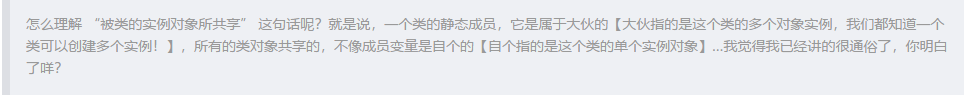 怎么理解 “被类的实例对象所共享” 这句话呢？就是说，一个类的静态成员，它是属于大伙的【大伙指的是这个类的多个对象实例，我们都知道一个
类可以创建多个实例！】，所有的类对象共享的，不像成员变量是自个的【自个指的是这个类的单个实例对象】…我觉得我已经讲的很通俗了，你明白
了咩？